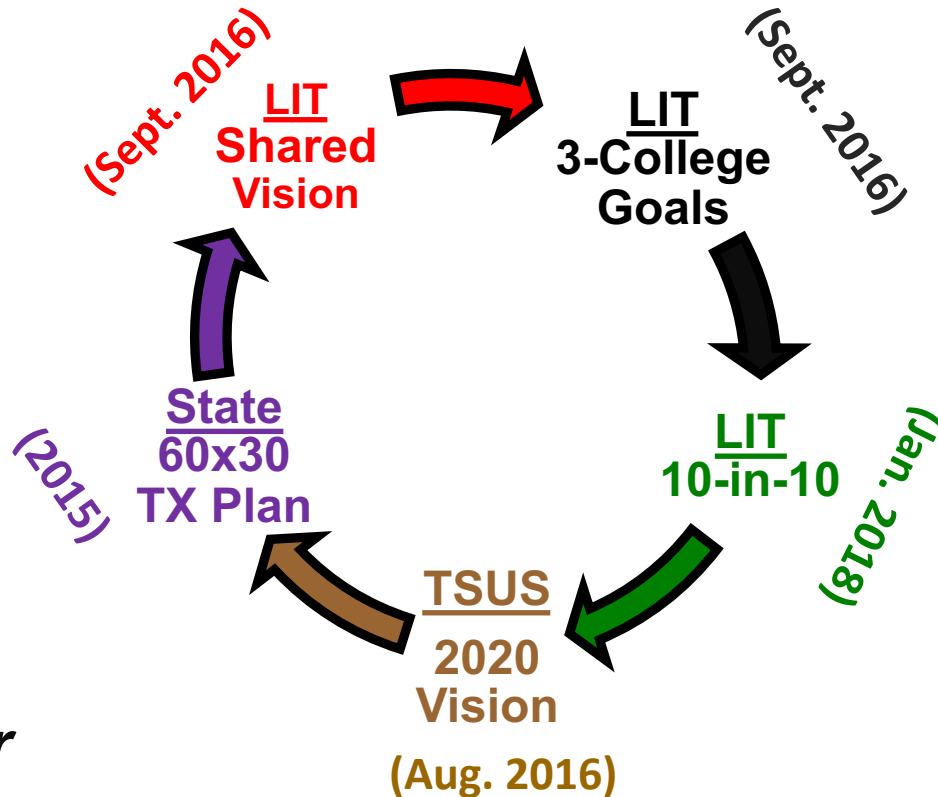 (Sept. 2016)
LIT
Shared
Vision
LIT
3-College
Goals
(Sept. 2016)
LIT
10-in-10
(Jan. 2018)
TSUS
2020
Vision
(Aug. 2016)
State
60x30
TX Plan
(2015)
r